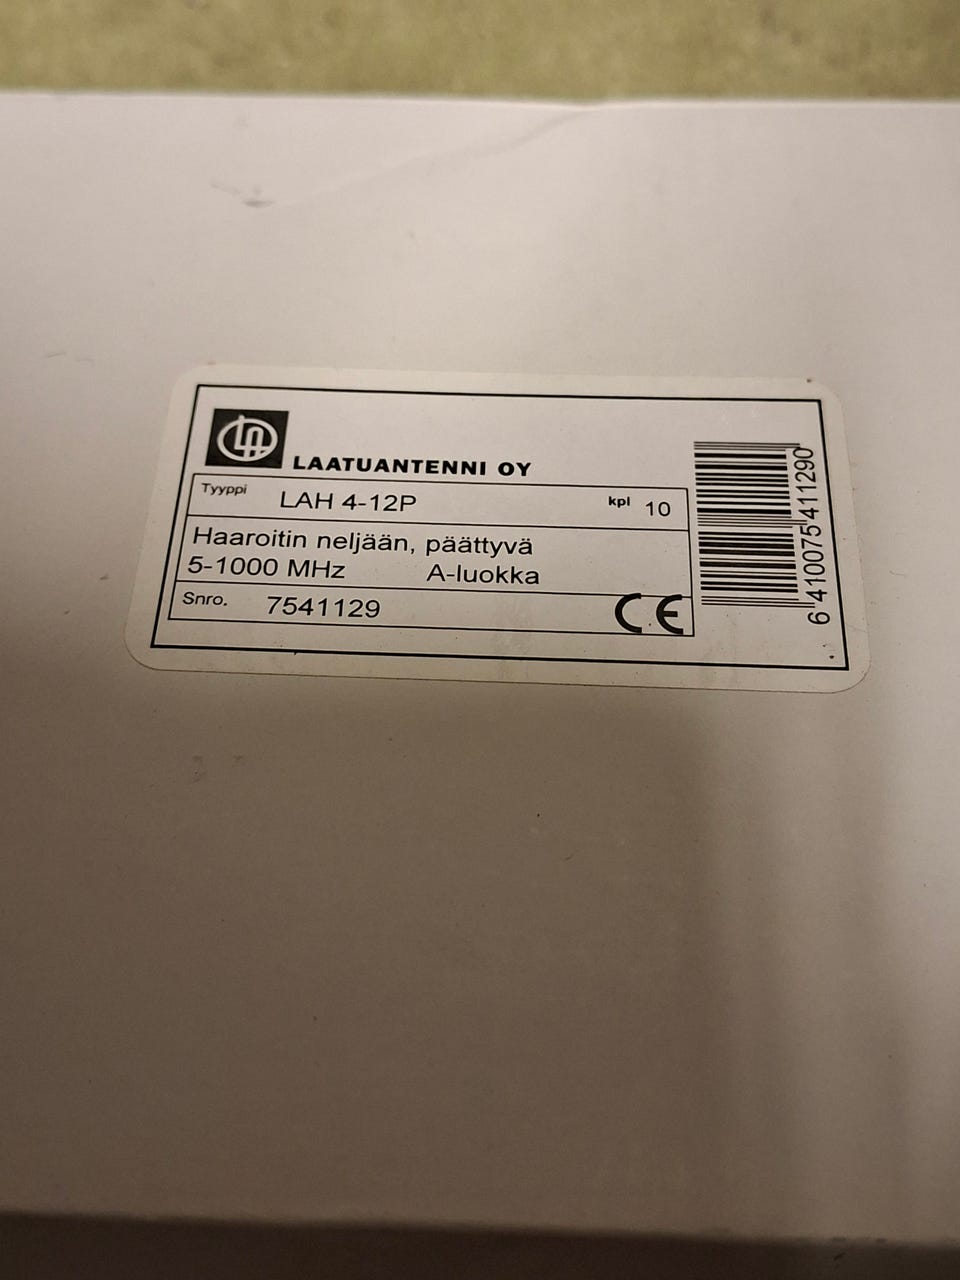 LA
LAATUANTENNI OY
Tyyppi LAH 4-12P kpl 10
Haaroitin neljään, päättyvä
5-1000 MHz A-luokka
Snro. 7541129 CE
6 410075 411290